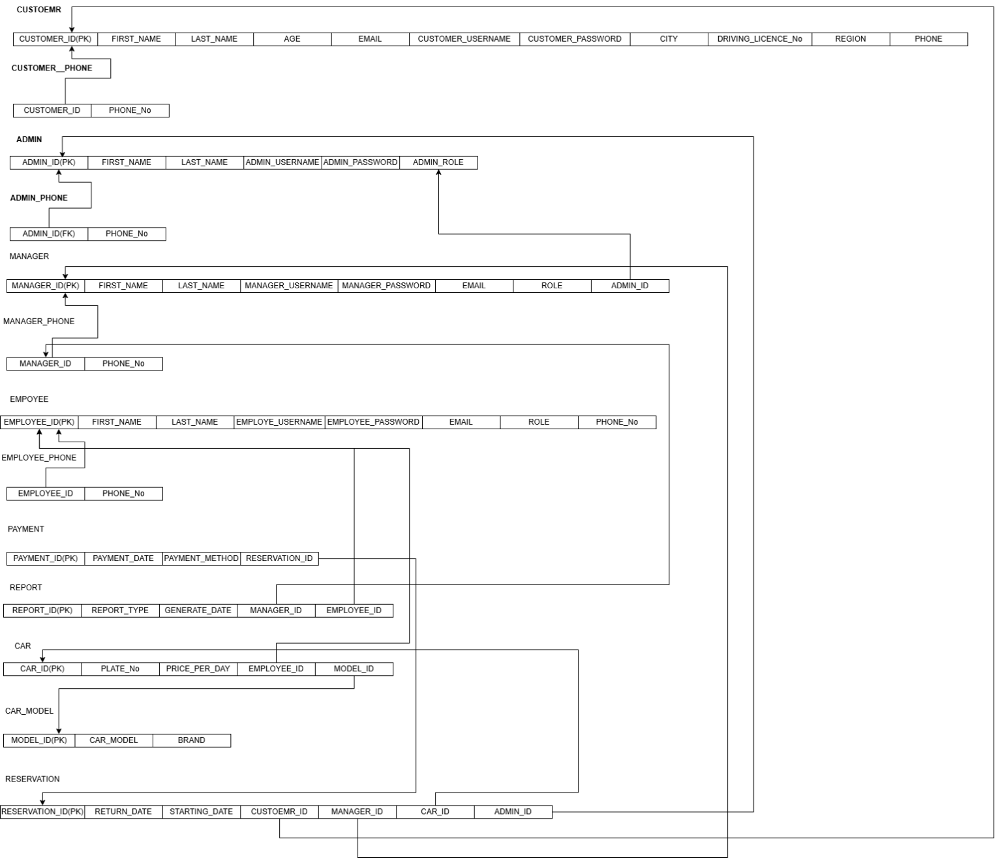 CUSTOEMR
CUSTOMER_ID(PK) FIRST_NAME LAST_NAME AGE EMAIL CUSTOMER_USERNAME CUSTOMER_PASSWORD CITY DRIVING_LICENCE_No REGION PHONE
CUSTOMER__PHONE
CUSTOMER_ID PHONE_No
ADMIN
ADMIN_ID(PK) FIRST_NAME LAST_NAME ADMIN_USERNAME ADMIN_PASSWORD ADMIN_ROLE
ADMIN_PHONE
ADMIN_ID(FK) PHONE_No
MANAGER
MANAGER_ID(PK) FIRST_NAME LAST_NAME MANAGER_USERNAME MANAGER_PASSWORD EMAIL ROLE ADMIN_ID
MANAGER_PHONE
MANAGER_ID PHONE_No
EMPOYEE
EMPLOYEE_ID(PK) FIRST_NAME LAST_NAME EMPLOYE_USERNAME EMPLOYEE_PASSWORD EMAIL ROLE PHONE_No
EMPLOYEE_PHONE
EMPLOYEE_ID PHONE_No
PAYMENT
PAYMENT_ID(PK) PAYMENT_DATE PAYMENT_METHOD RESERVATION_ID
REPORT
REPORT_ID(PK) REPORT_TYPE GENERATE_DATE MANAGER_ID EMPLOYEE_ID
CAR
CAR_ID(PK) PLATE_No PRICE_PER_DAY EMPLOYEE_ID MODEL_ID
CAR_MODEL
MODEL_ID(PK) CAR_MODEL BRAND
RESERVATION
RESERVATION_ID(PK) RETURN_DATE STARTING_DATE CUSTOEMR_ID MANAGER_ID CAR_ID ADMIN_ID